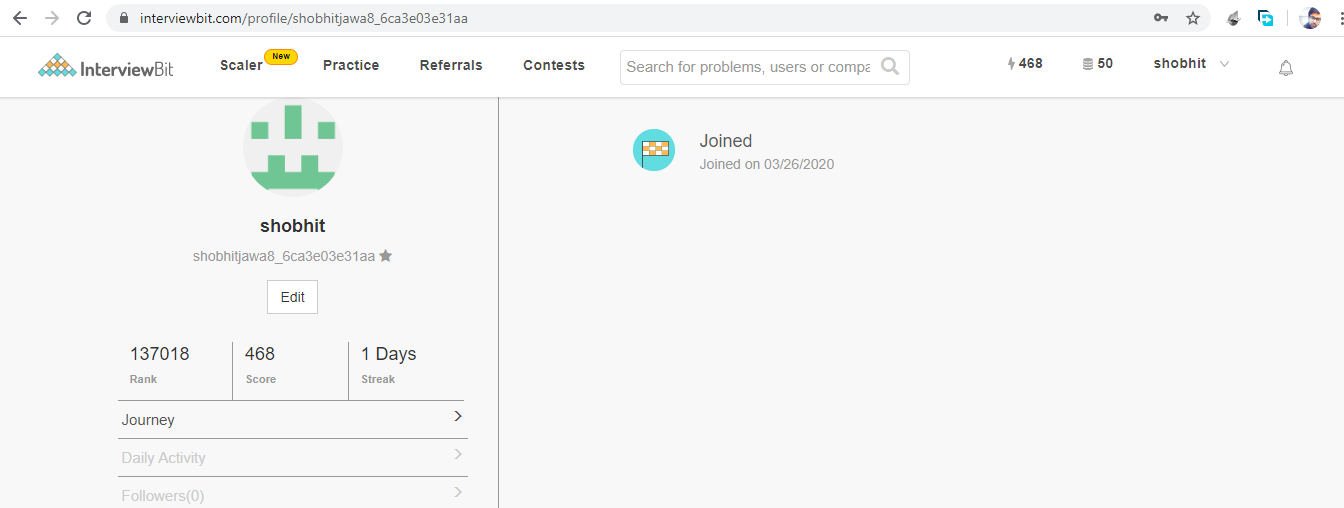 interviewbit.com/profile/shobhitjawa8_6ca3e03e31aa
InterviewBit Scaler New Practice Referrals Contests Search for problems, users or compa 468 50 shobhit
Joined
Joined on 03/26/2020
shobhit
shobhitjawa8_6ca3e03e31aa
Edit
137018 468 1 Days
Rank Score Streak
Journey
Daily Activity
Followers(0)